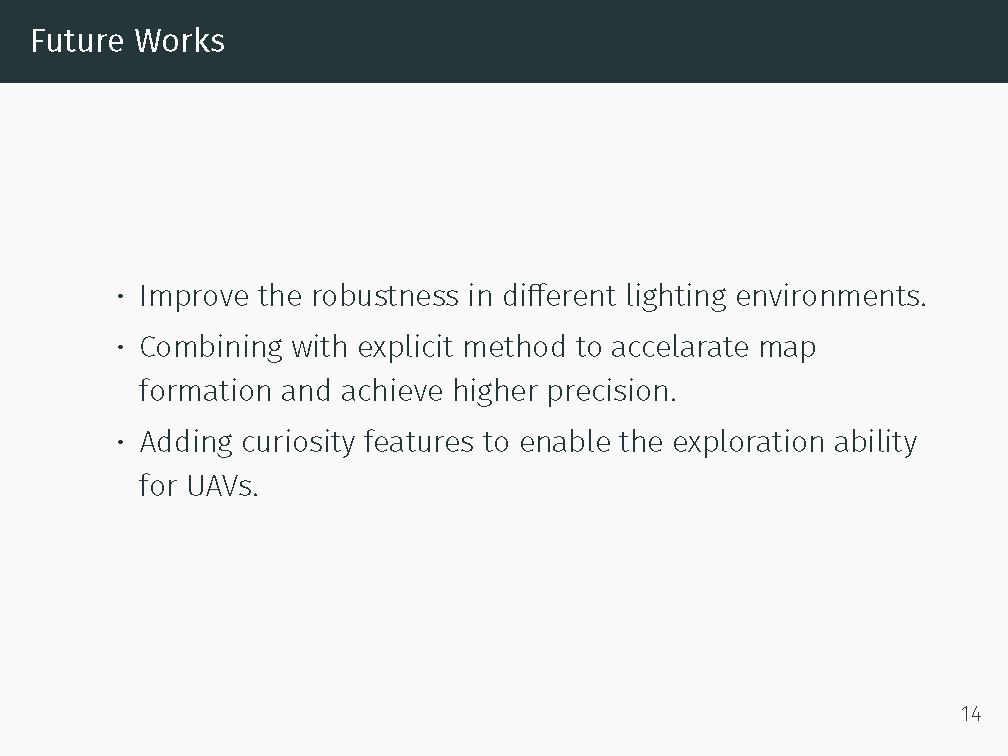 Future Works
• Improve the robustness in different lighting environments.
• Combining with explicit method to accelarate map
formation and achieve higher precision.
• Adding curiosity features to enable the exploration ability
for UAVs.
14